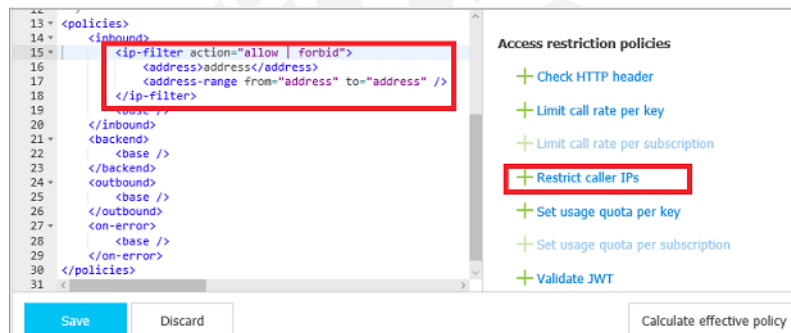 12
13 <policies>
14     <inbound>
15         <ip-filter action="allow | forbid">
16             <address>address</address>
17             <address-range from="address" to="address" />
18         </ip-filter>
19         <base />
20     </inbound>
21     <backend>
22         <base />
23     </backend>
24     <outbound>
25         <base />
26     </outbound>
27     <on-error>
28         <base />
29     </on-error>
30 </policies>
31
Access restriction policies
Check HTTP header
Limit call rate per key
Limit call rate per subscription
Restrict caller IPs
Set usage quota per key
Set usage quota per subscription
Validate JWT
Save
Discard
Calculate effective policy